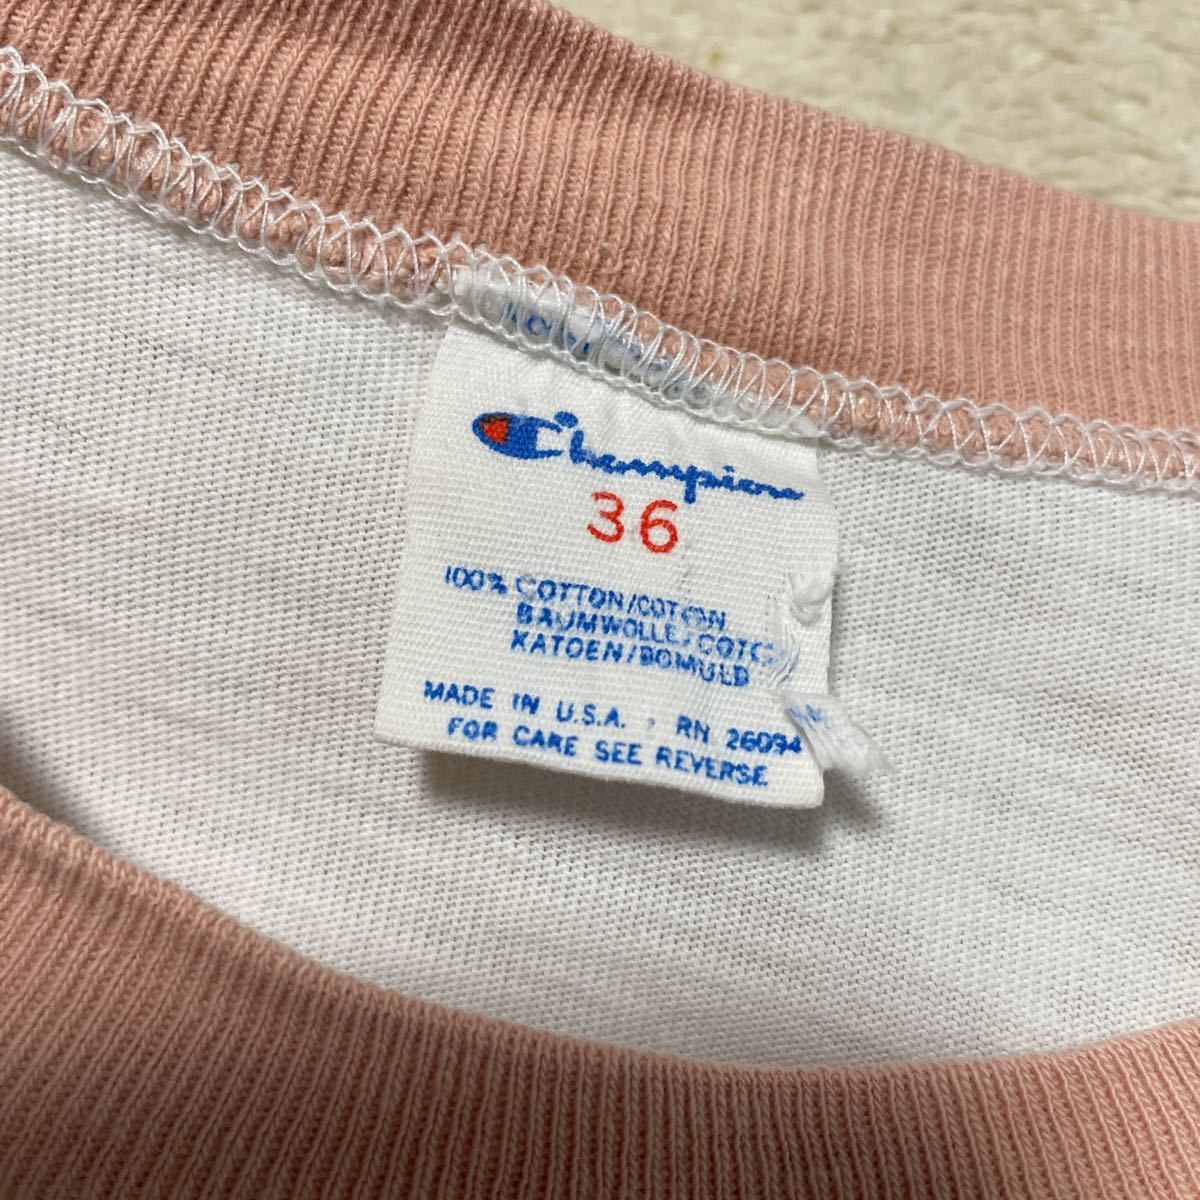 Champion
36
100% COTTON/COTON
BAUMWOLLE/COTO
KATOEN/BOMULD
MADE IN U.S.A. · RN 26094
FOR CARE SEE REVERSE